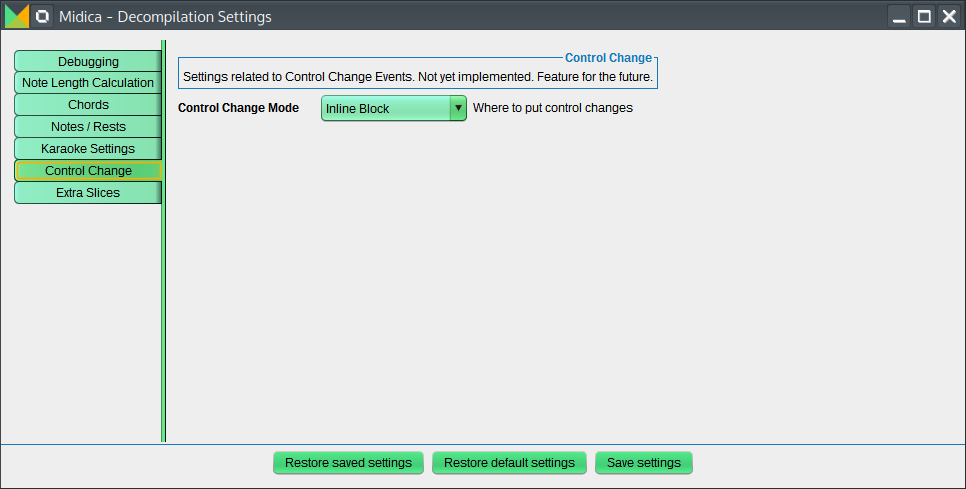 Midica - Decompilation Settings
Debugging
Note Length Calculation
Chords
Notes / Rests
Karaoke Settings
Control Change
Extra Slices
Control Change
Settings related to Control Change Events. Not yet implemented. Feature for the future.
Control Change Mode Inline Block Where to put control changes
Restore saved settings Restore default settings Save settings